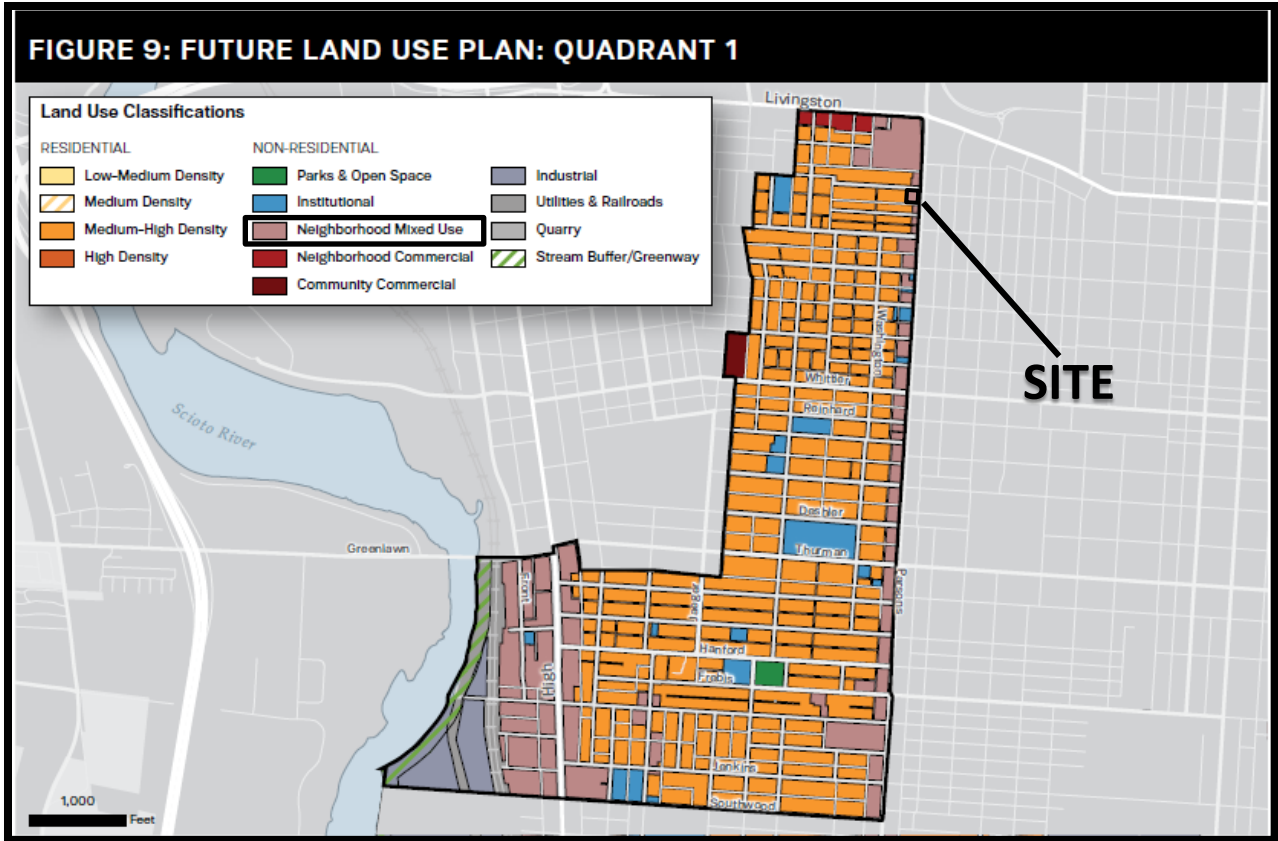 FIGURE 9: FUTURE LAND USE PLAN: QUADRANT 1
Land Use Classifications
RESIDENTIAL
Low-Medium Density
Medium Density
Medium-High Density
High Density
NON-RESIDENTIAL
Parks & Open Space
Institutional
Neighborhood Mixed Use
Neighborhood Commercial
Community Commercial
Industrial
Utilities & Railroads
Quarry
Stream Buffer/Greenway
Livingston
SITE
Washington
Whittier
Reinhard
Scioto River
Deshler
Thurman
Greenlawn
Front
Jaeger
Parsons
Hanford
Frebis
High
Jenkins
Southwood
1,000
Feet